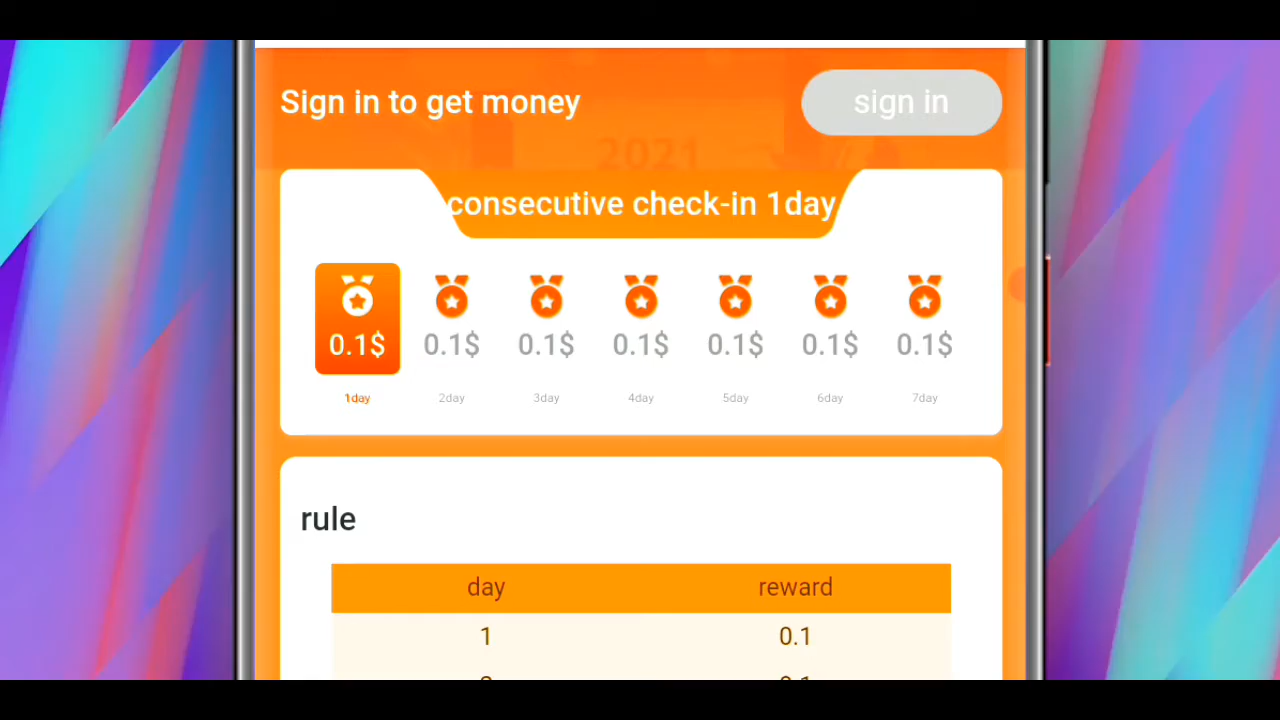 Sign in to get money
sign in
2021
consecutive check-in 1day
0.1$ 0.1$ 0.1$ 0.1$ 0.1$ 0.1$ 0.1$
1day 2day 3day 4day 5day 6day 7day
rule
day reward
1 0.1